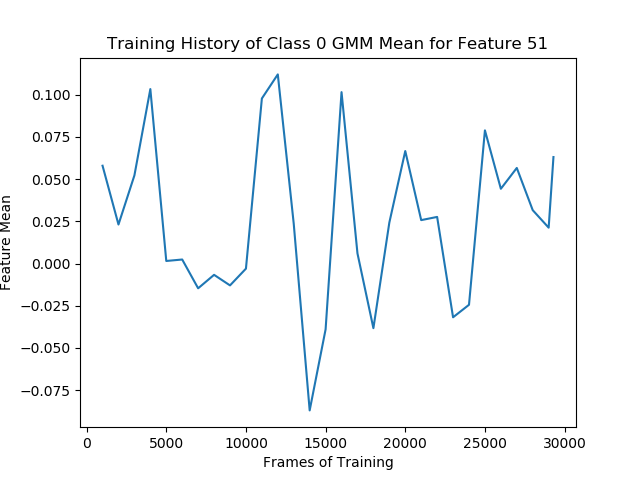 Training History of Class 0 GMM Mean for Feature 51
0.100
0.075
0.050
0.025
0.000
−0.025
−0.050
−0.075
Feature Mean
0 5000 10000 15000 20000 25000 30000
Frames of Training